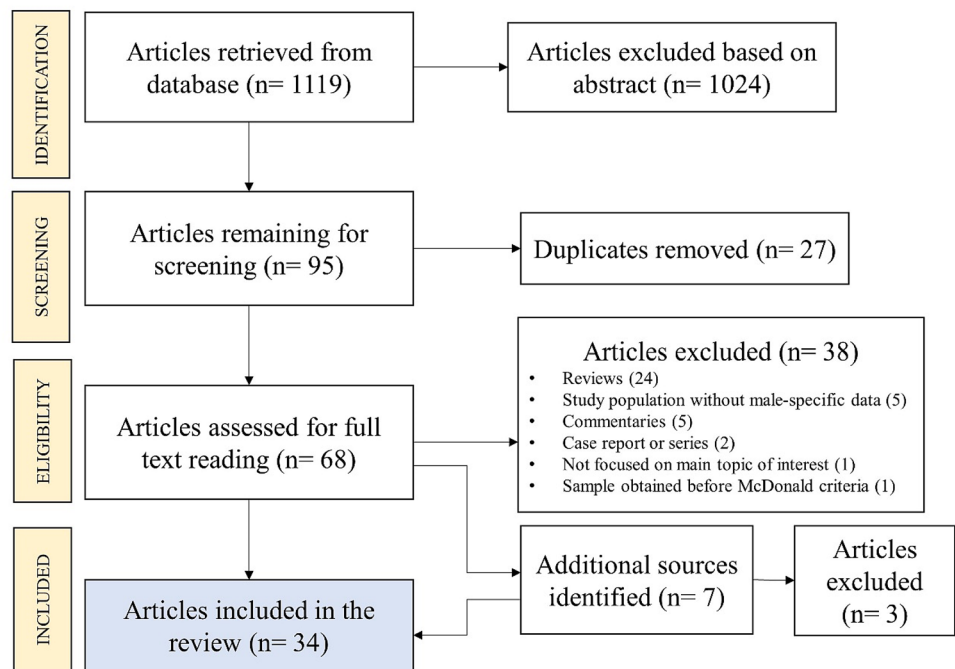 IDENTIFICATION
Articles retrieved from
database (n= 1119)
Articles excluded based on
abstract (n= 1024)
SCREENING
Articles remaining for
screening (n= 95)
Duplicates removed (n= 27)
ELIGIBILITY
Articles assessed for full
text reading (n= 68)
Articles excluded (n= 38)
• Reviews (24)
• Study population without male-specific data (5)
• Commentaries (5)
• Case report or series (2)
• Not focused on main topic of interest (1)
• Sample obtained before McDonald criteria (1)
INCLUDED
Articles included in the
review (n= 34)
Additional sources
identified (n= 7)
Articles
excluded
(n= 3)